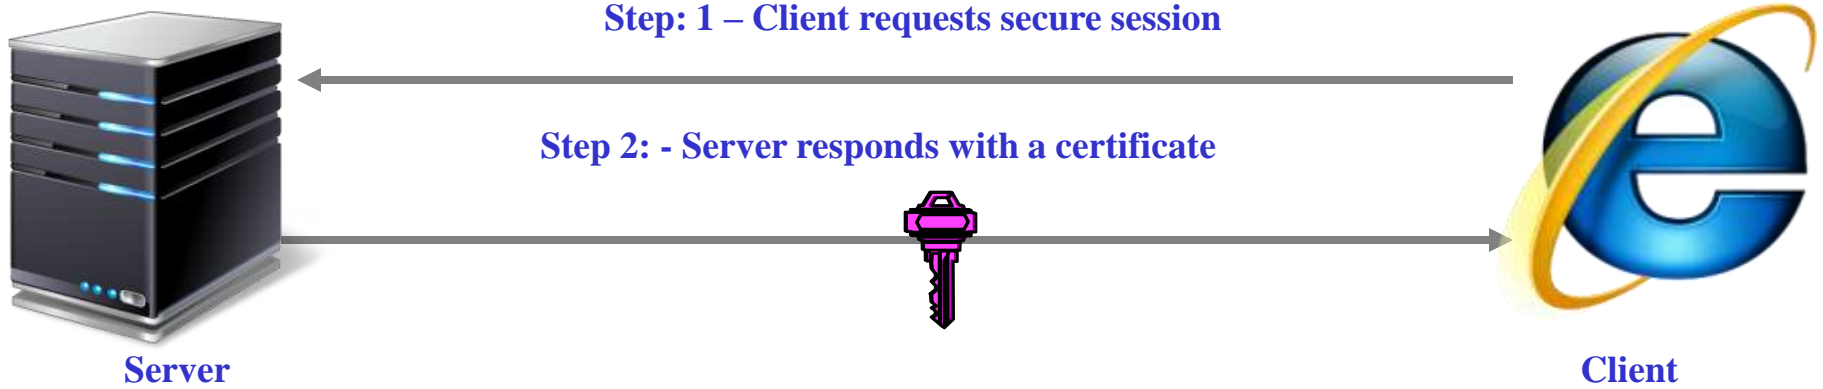 Step: 1 – Client requests secure session
Step 2: - Server responds with a certificate
Server
Client